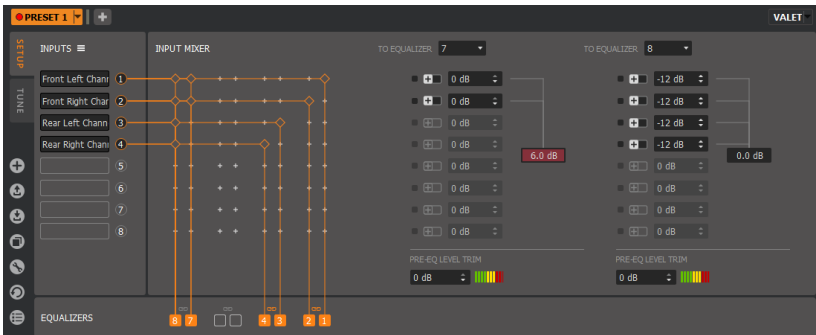 PRESET 1
VALET
SETUP
TUNE
INPUTS
INPUT MIXER
TO EQUALIZER 7
TO EQUALIZER 8
Front Left Chann 1
0 dB
-12 dB
Front Right Char 2
0 dB
-12 dB
Rear Left Chann 3
0 dB
-12 dB
Rear Right Chan 4
0 dB
-12 dB
6.0 dB
0.0 dB
5
0 dB
0 dB
6
0 dB
0 dB
7
0 dB
0 dB
8
0 dB
0 dB
PRE-EQ LEVEL TRIM
PRE-EQ LEVEL TRIM
0 dB
0 dB
EQUALIZERS
8 7 4 3 2 1